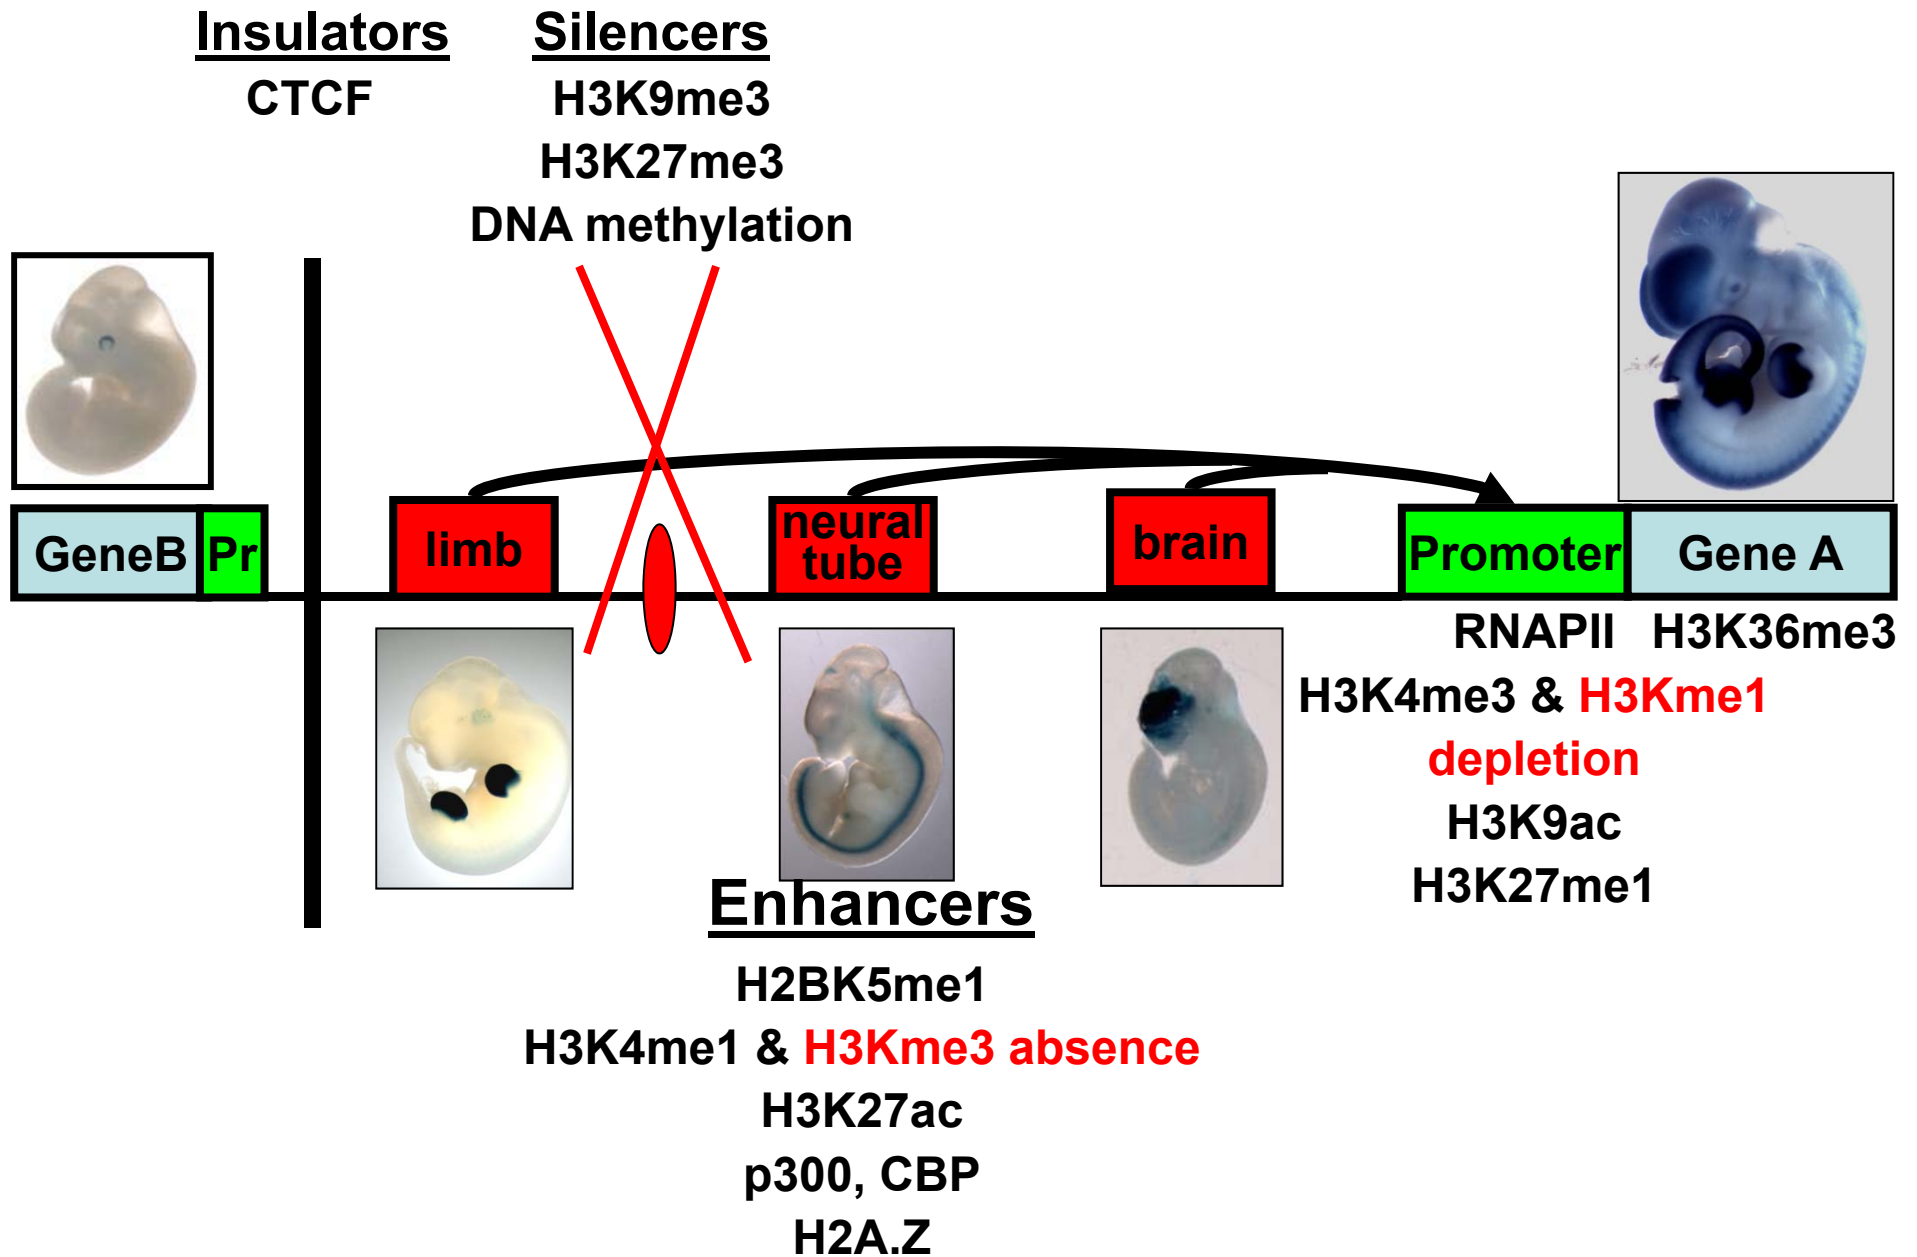 Insulators
Silencers
CTCF
H3K9me3
H3K27me3
DNA methylation
GeneB
Pr
limb
neural
tube
brain
Promoter
Gene A
RNAPII
H3K36me3
H3K4me3 & H3Kme1
depletion
H3K9ac
H3K27me1
Enhancers
H2BK5me1
H3K4me1 & H3Kme3 absence
H3K27ac
p300, CBP
H2A.Z